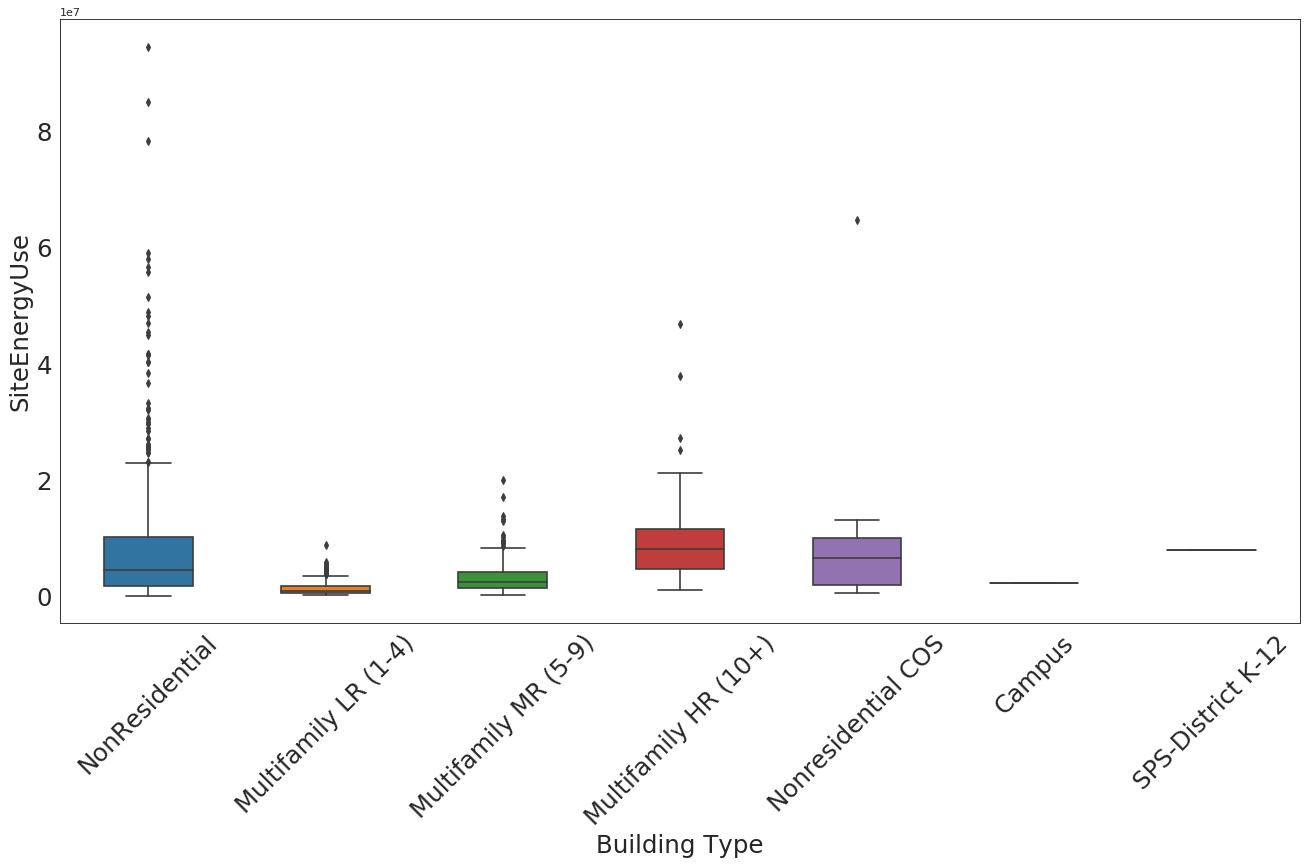 1e7
8
6
4
2
0
SiteEnergyUse
NonResidential
Multifamily LR (1-4)
Multifamily MR (5-9)
Multifamily HR (10+)
Nonresidential COS
Campus
SPS-District K-12
Building Type